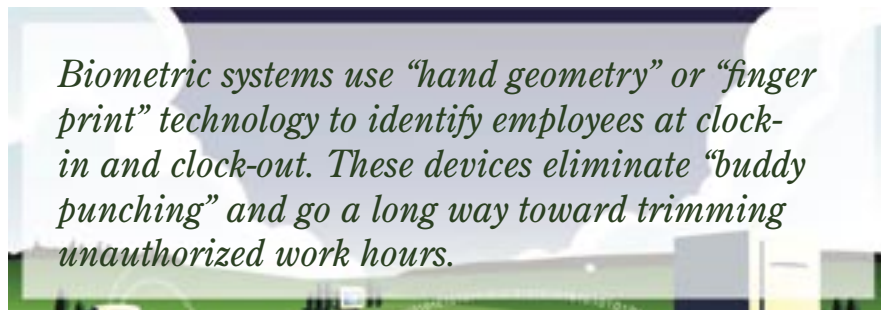 Biometric systems use “hand geometry” or “finger
print” technology to identify employees at clock-
in and clock-out. These devices eliminate “buddy
punching” and go a long way toward trimming
unauthorized work hours.